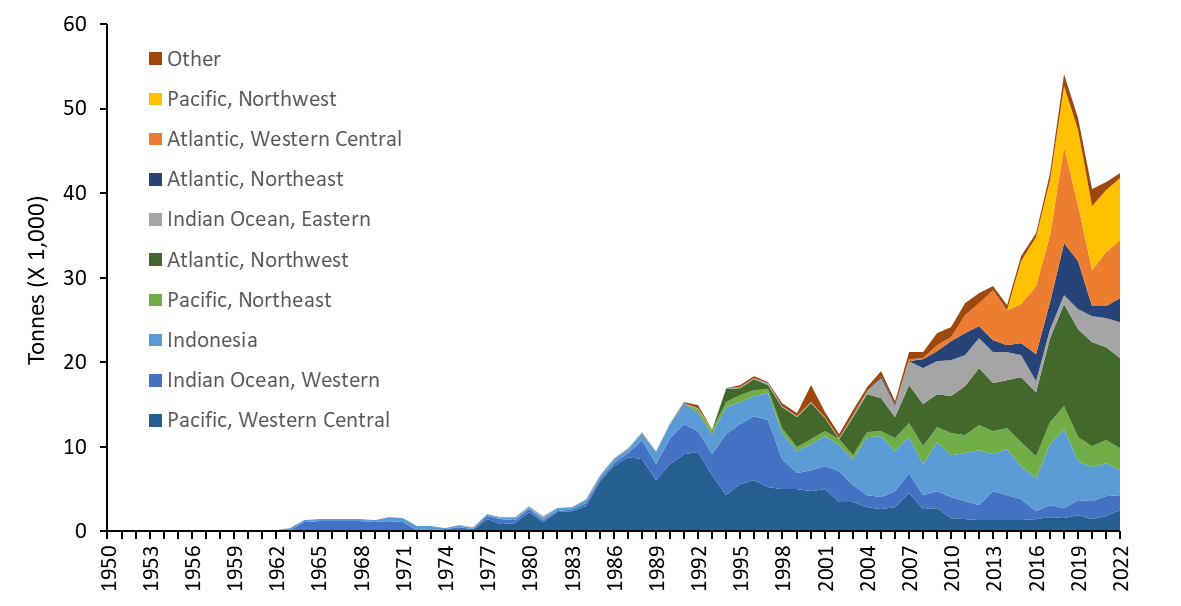 60
50
40
30
20
10
0
Tonnes (X 1,000)
Other
Pacific, Northwest
Atlantic, Western Central
Atlantic, Northeast
Indian Ocean, Eastern
Atlantic, Northwest
Pacific, Northeast
Indonesia
Indian Ocean, Western
Pacific, Western Central
1950
1953
1956
1959
1962
1965
1968
1971
1974
1977
1980
1983
1986
1989
1992
1995
1998
2001
2004
2007
2010
2013
2016
2019
2022